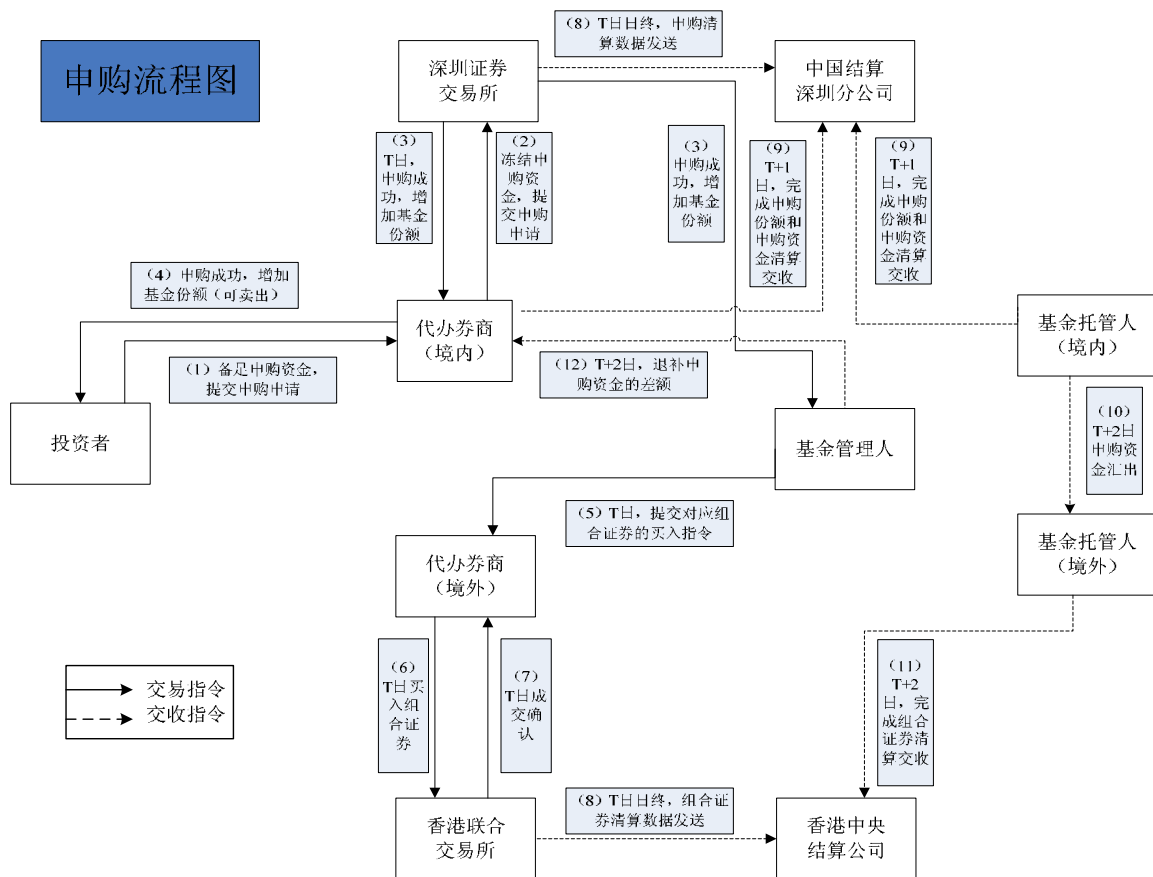 申购流程图
(8) T日日终，申购清
算数据发送
深圳证券
交易所
中国结算
深圳分公司
(3)
T日，
申购成
功，增
加基金
份额
(2)
冻结申
购资
金，提
交申购
申请
(3)
申购成
功，增
加基金
份额
(9)
T+1
日，完
成申购
份额和
申购资
金清算
交收
(9)
T+1
日，完
成申购
份额和
申购资
金清算
交收
(4) 申购成功，增加
基金份额（可卖出）
代办券商
（境内）
基金托管人
（境内）
(1) 备足申购资金，
提交申购申请
(12) T+2日，退补申
购资金的差额
投资者
基金管理人
(10)
T+2日
申购资
金汇出
(5) T日，提交对应组
合证券的买入指令
代办券商
（境外）
基金托管人
（境外）
(6)
T日买
入组
合证
券
(7)
T日成
交确
认
(11)
T+2
日，完
成组合
证券清
算交收
交易指令
交收指令
(8) T日日终，组合证
券清算数据发送
香港联合
交易所
香港中央
结算公司